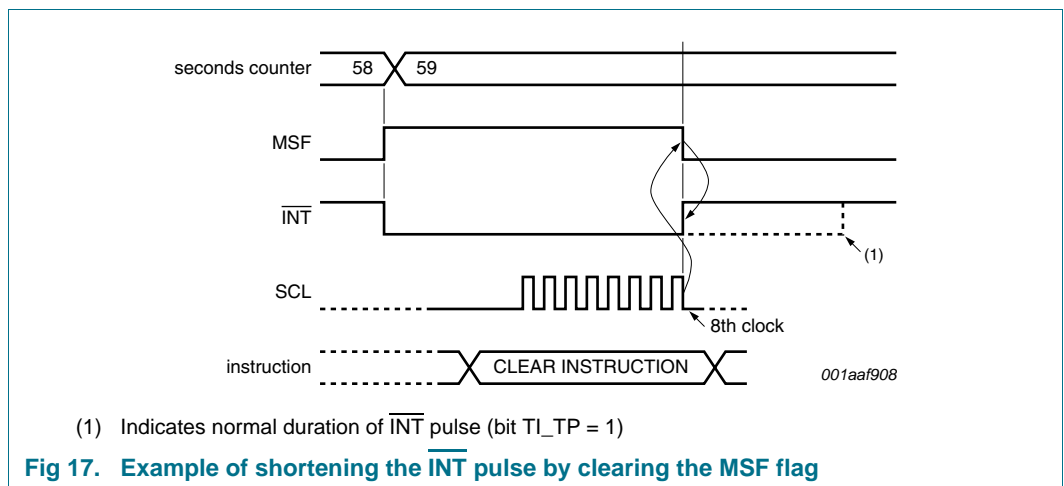 seconds counter 58 59
MSF
INT
(1)
SCL
8th clock
instruction CLEAR INSTRUCTION
001aaf908
(1) Indicates normal duration of INT pulse (bit TI_TP = 1)
Fig 17. Example of shortening the INT pulse by clearing the MSF flag